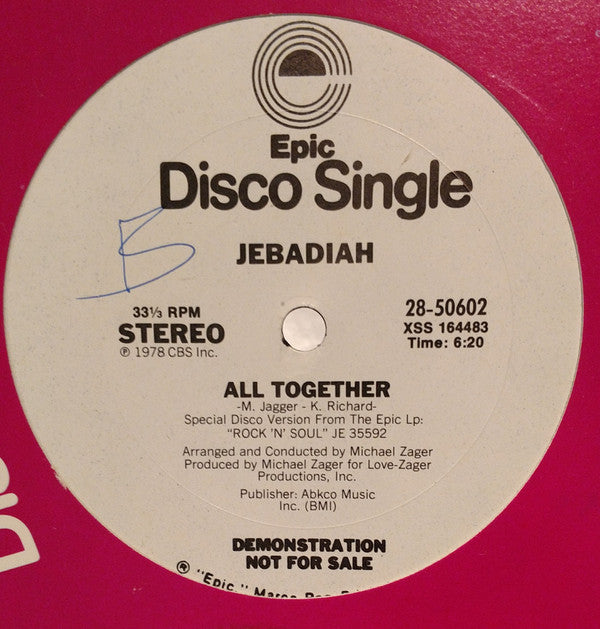 Epic
Disco Single
5
JEBADIAH
33⅓ RPM
STEREO
℗ 1978 CBS Inc.
28-50602
XSS 164483
Time: 6:20
ALL TOGETHER
-M. Jagger - K. Richard-
Special Disco Version From The Epic Lp:
"ROCK 'N' SOUL" JE 35592
Arranged and Conducted by Michael Zager
Produced by Michael Zager for Love-Zager
Productions, Inc.
Publisher: Abkco Music
Inc. (BMI)
DEMONSTRATION
NOT FOR SALE
® "Epic," Marca